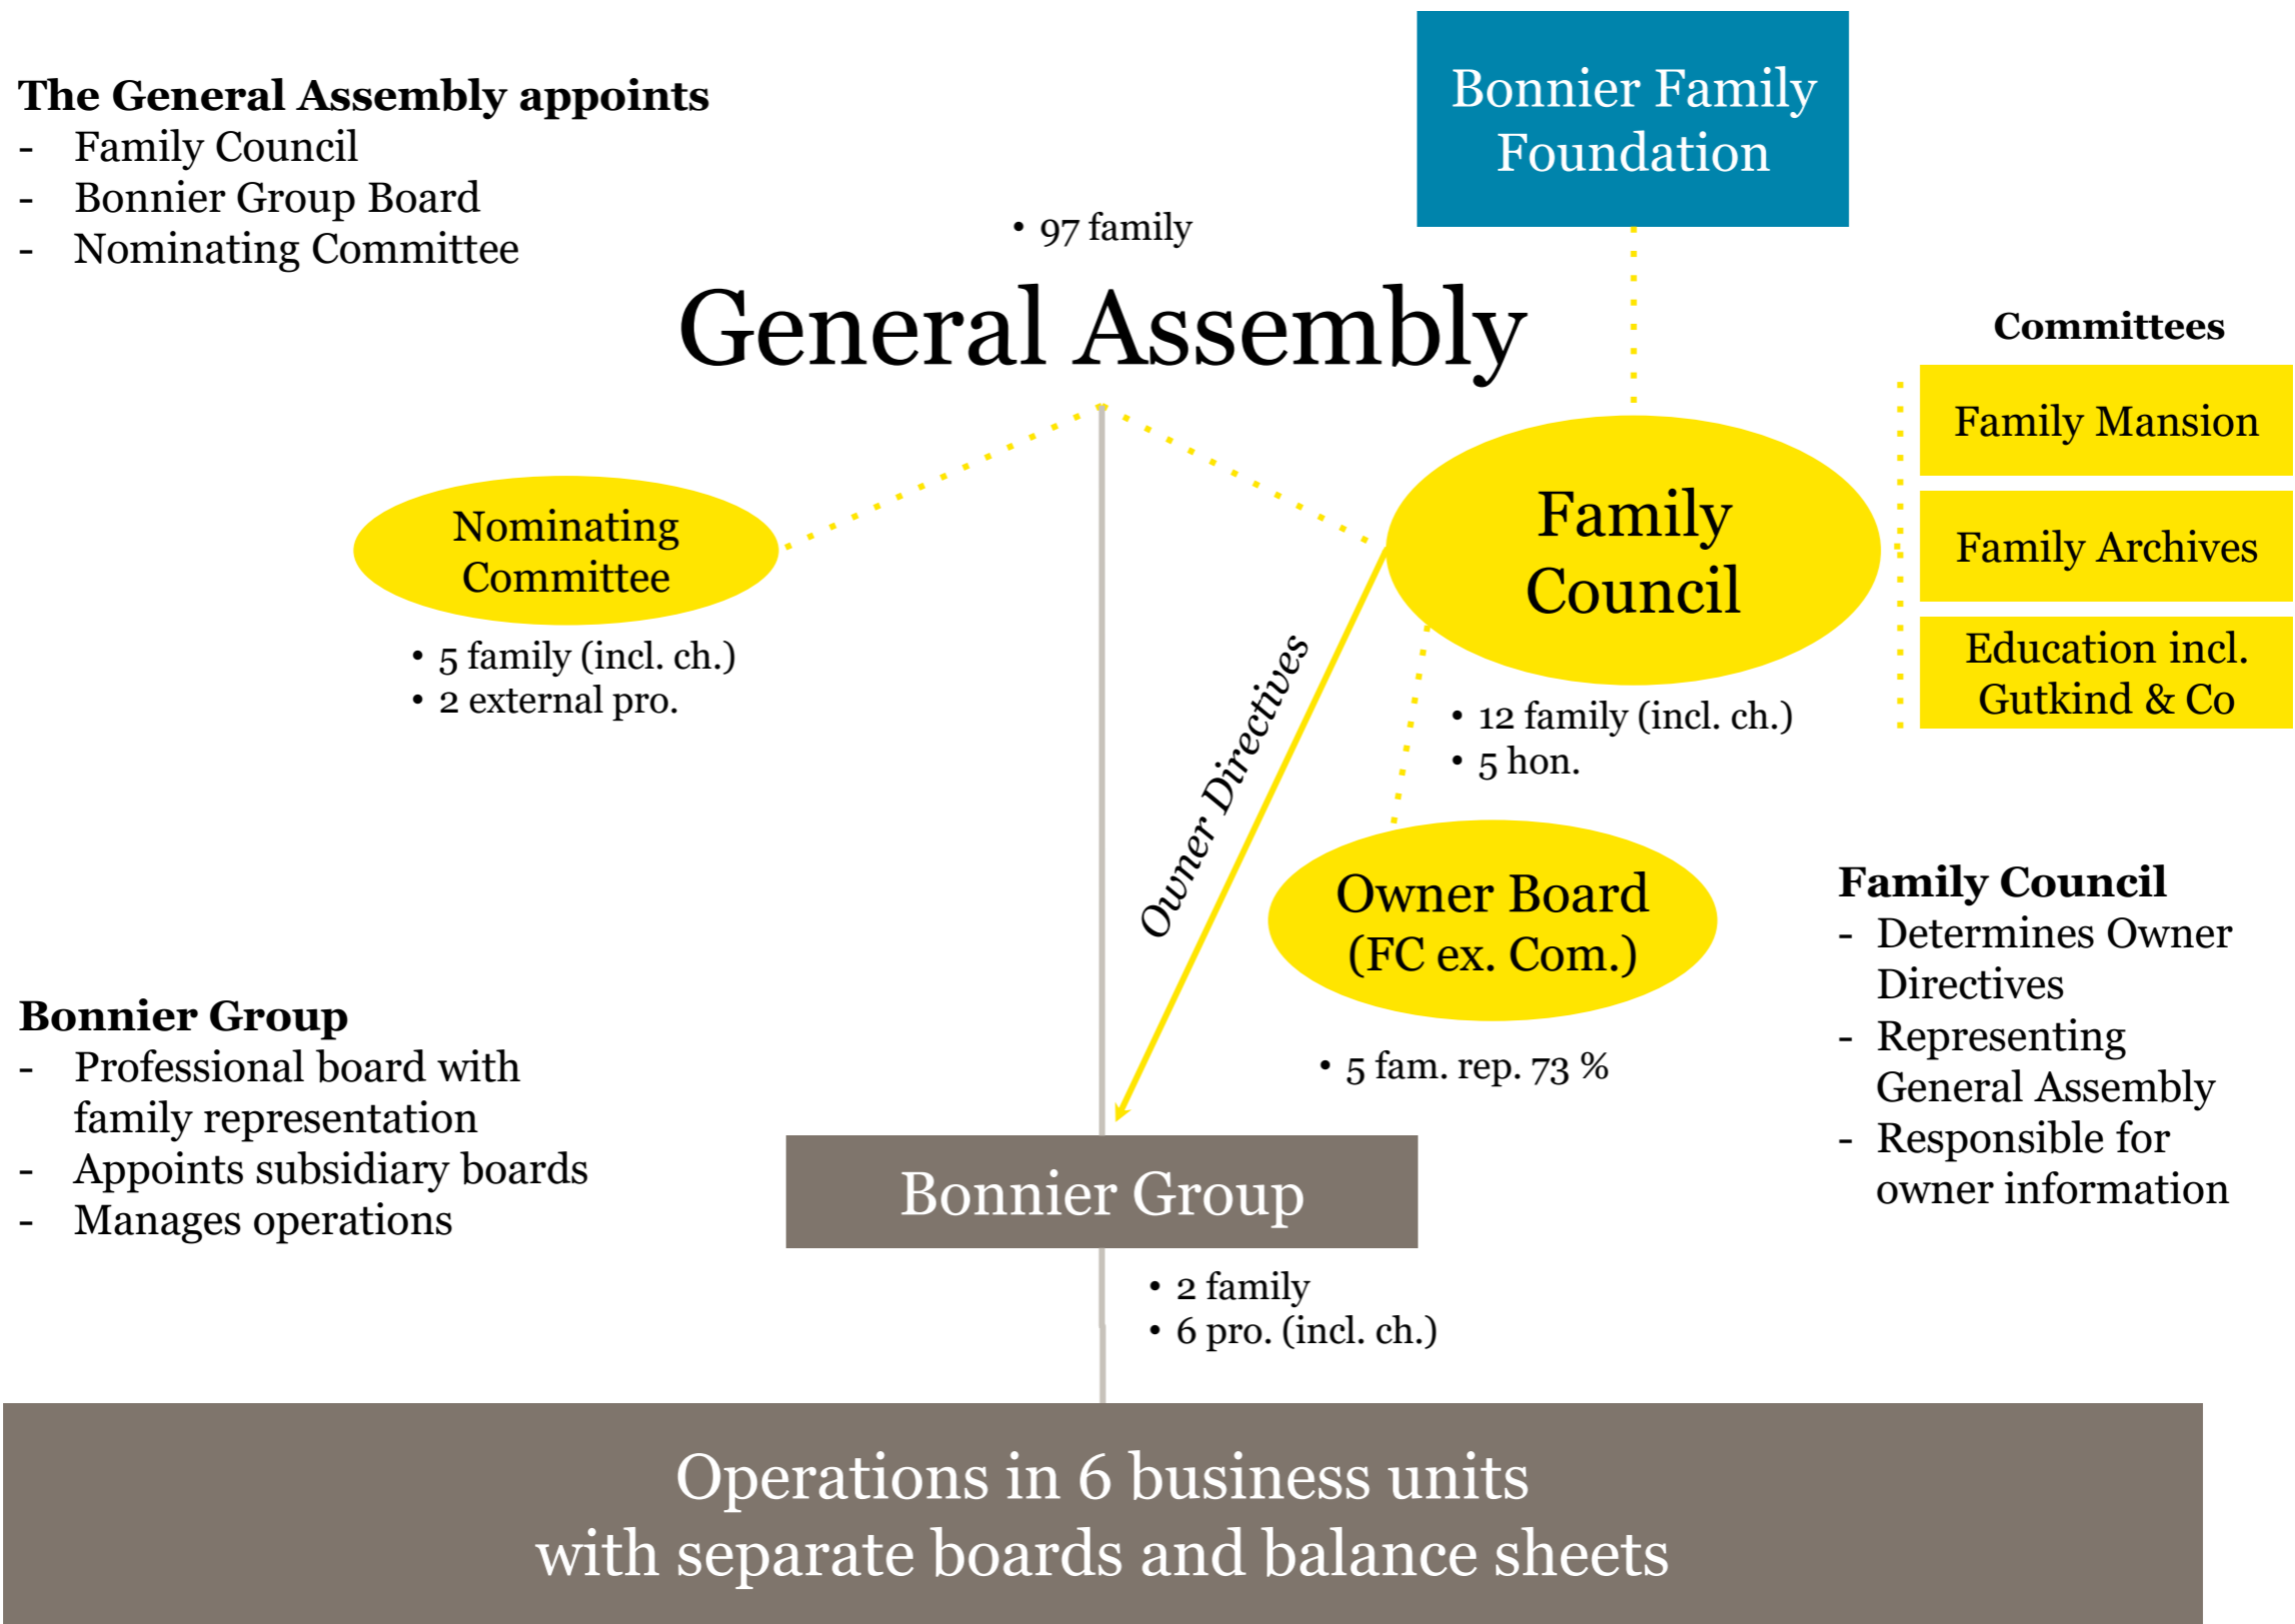 Bonnier Family
Foundation
The General Assembly appoints
- Family Council
- Bonnier Group Board
- Nominating Committee
• 97 family
General Assembly
Committees
Family Mansion
Family Archives
Education incl.
Gutkind & Co
Nominating
Committee
• 5 family (incl. ch.)
• 2 external pro.
Family
Council
• 12 family (incl. ch.)
• 5 hon.
Owner Directives
Owner Board
(FC ex. Com.)
• 5 fam. rep. 73 %
Family Council
- Determines Owner
Directives
- Representing
General Assembly
- Responsible for
owner information
Bonnier Group
- Professional board with
family representation
- Appoints subsidiary boards
- Manages operations
Bonnier Group
• 2 family
• 6 pro. (incl. ch.)
Operations in 6 business units
with separate boards and balance sheets